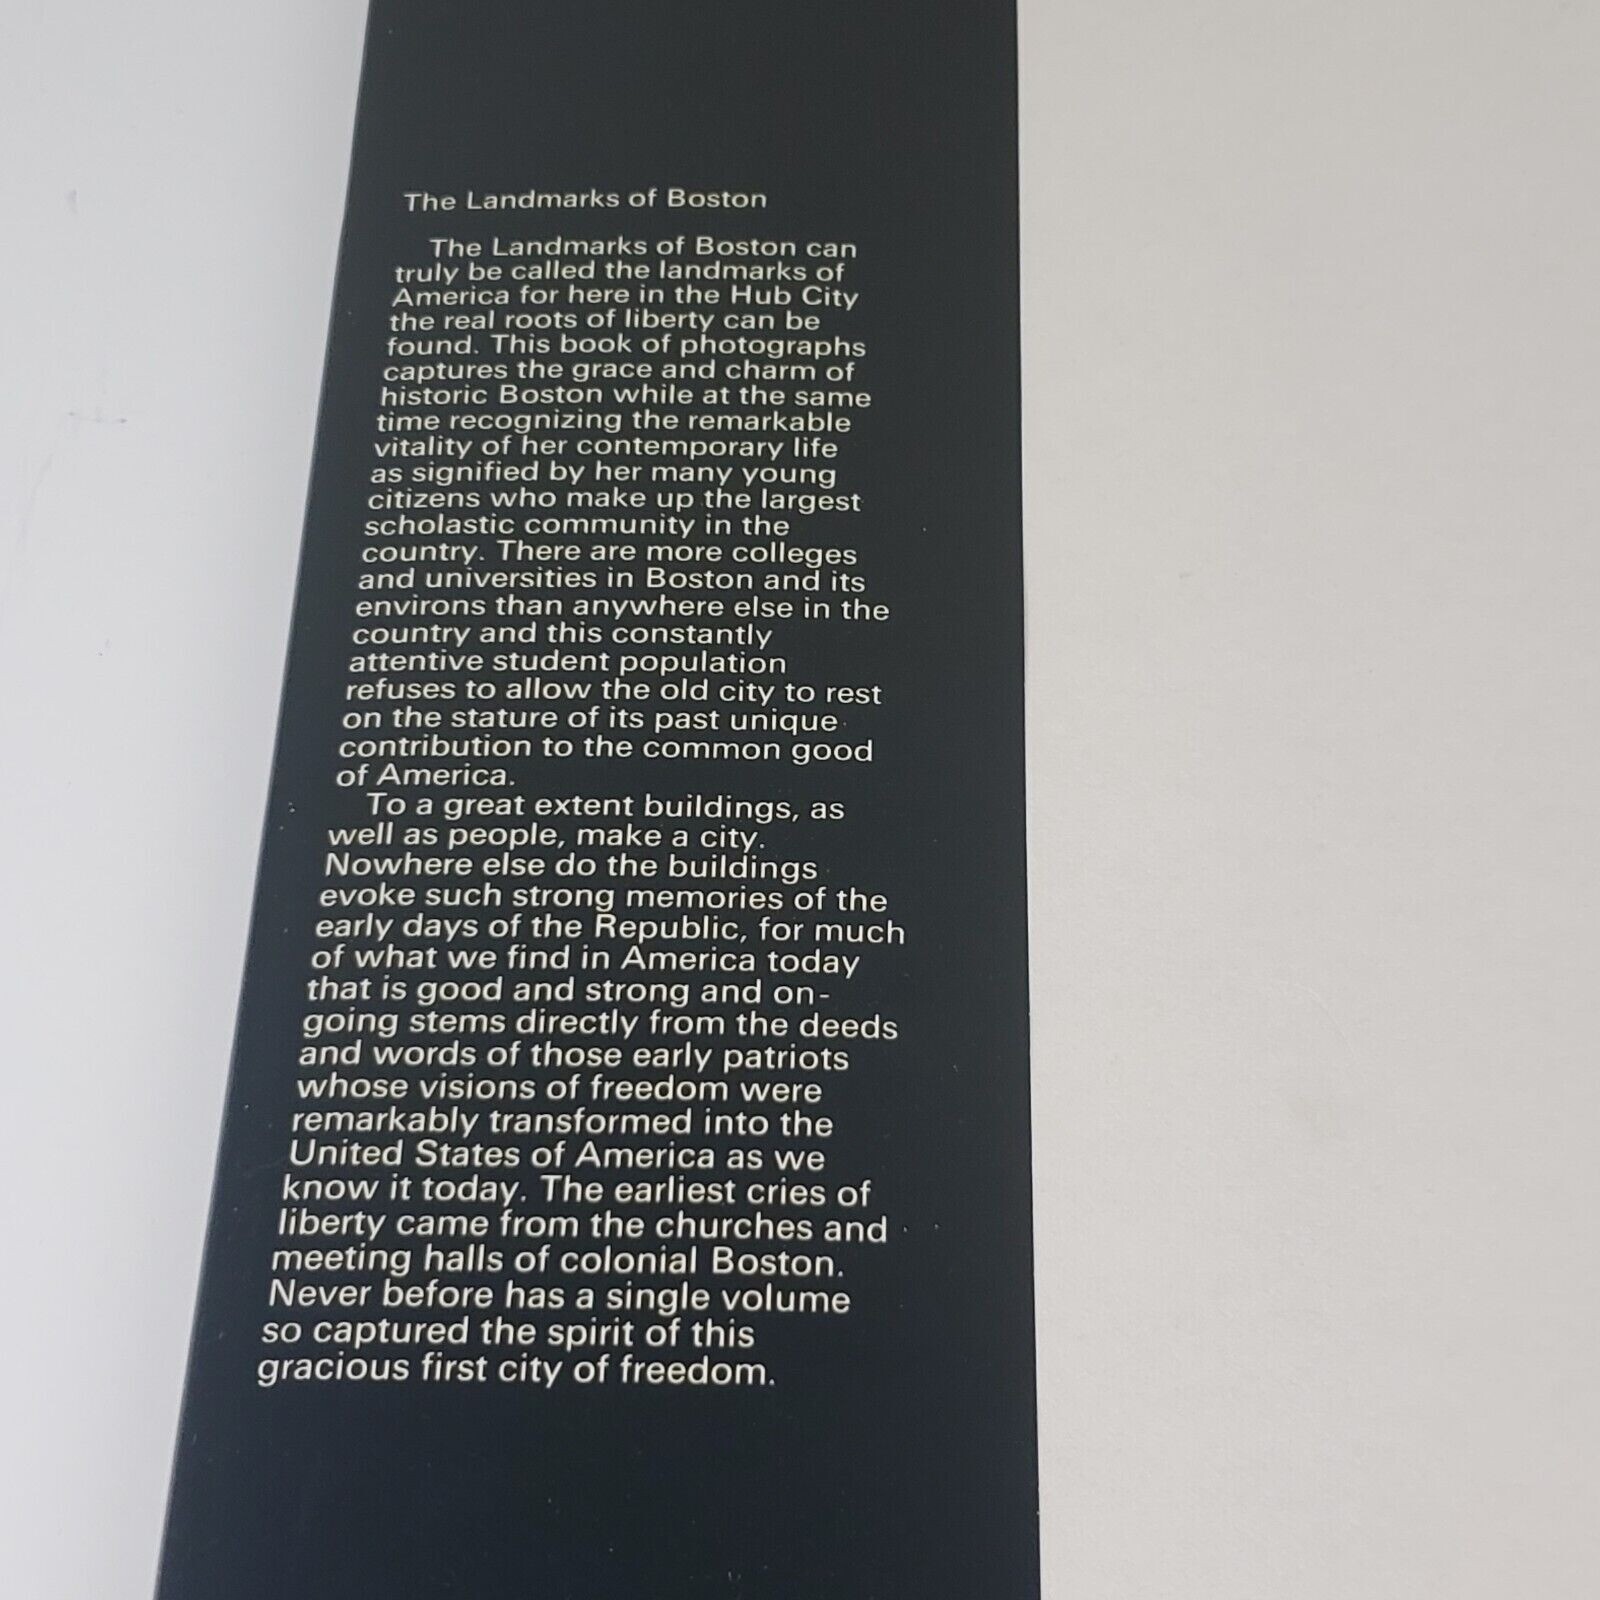 The Landmarks of Boston
The Landmarks of Boston can
truly be called the landmarks of
America for here in the Hub City
the real roots of liberty can be
found. This book of photographs
captures the grace and charm of
historic Boston while at the same
time recognizing the remarkable
vitality of her contemporary life
as signified by her many young
citizens who make up the largest
scholastic community in the
country. There are more colleges
and universities in Boston and its
environs than anywhere else in the
country and this constantly
attentive student population
refuses to allow the old city to rest
on the stature of its past unique
contribution to the common good
of America.
To a great extent buildings, as
well as people, make a city.
Nowhere else do the buildings
evoke such strong memories of the
early days of the Republic, for much
of what we find in America today
that is good and strong and on-
going stems directly from the deeds
and words of those early patriots
whose visions of freedom were
remarkably transformed into the
United States of America as we
know it today. The earliest cries of
liberty came from the churches and
meeting halls of colonial Boston.
Never before has a single volume
so captured the spirit of this
gracious first city of freedom.